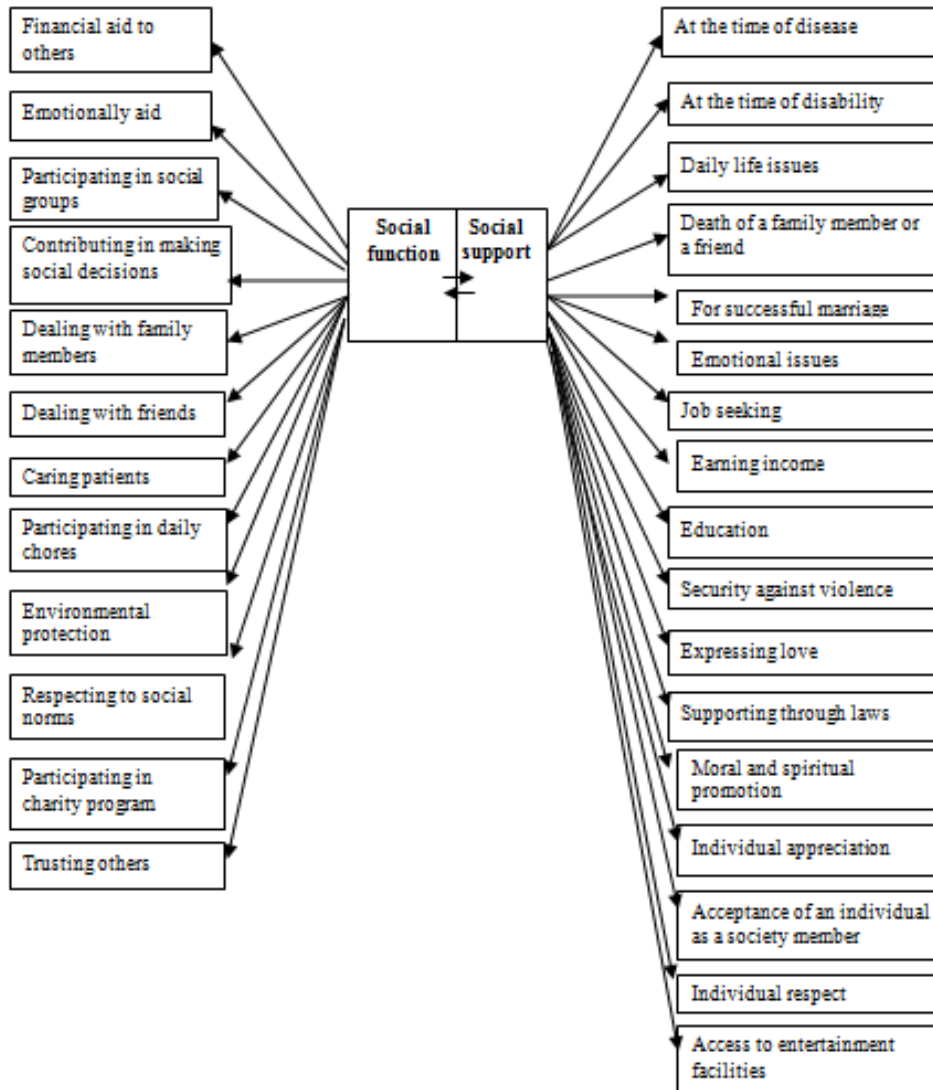 Financial aid to
others
Emotionally aid
Participating in social
groups
Contributing in making
social decisions
Dealing with family
members
Dealing with friends
Caring patients
Participating in daily
chores
Environmental
protection
Respecting to social
norms
Participating in
charity program
Trusting others
Social
function
Social
support
At the time of disease
At the time of disability
Daily life issues
Death of a family member or
a friend
For successful marriage
Emotional issues
Job seeking
Earning income
Education
Security against violence
Expressing love
Supporting through laws
Moral and spiritual
promotion
Individual appreciation
Acceptance of an individual
as a society member
Individual respect
Access to entertainment
facilities